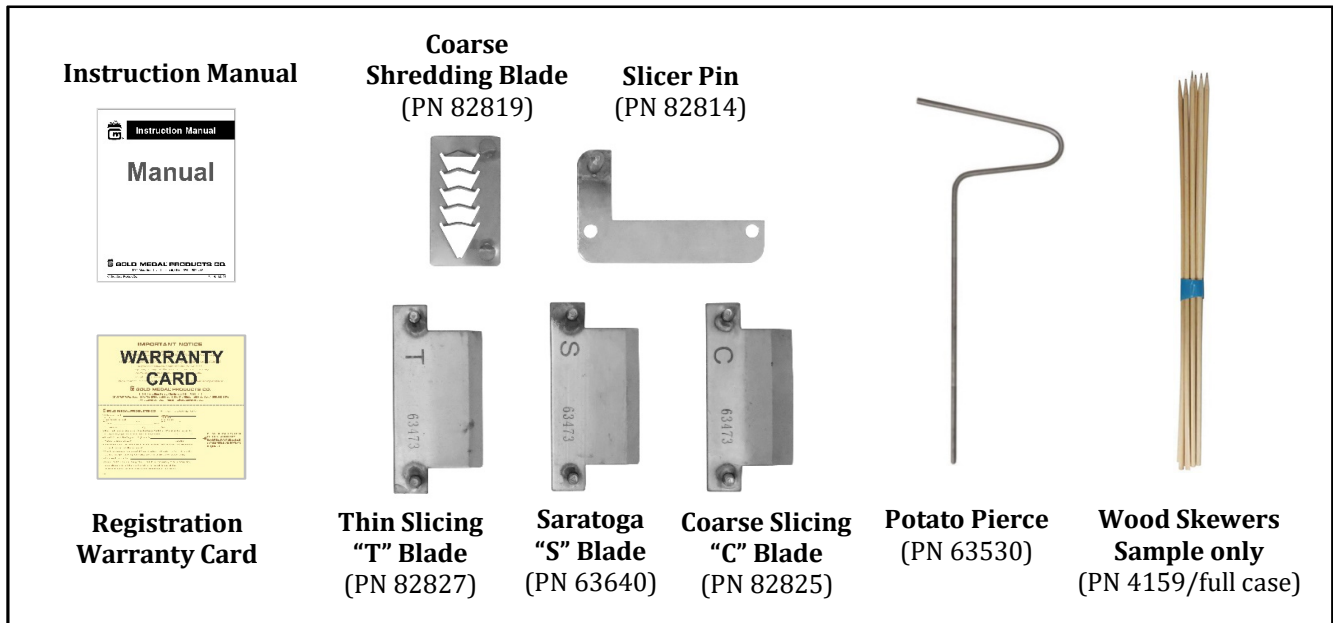 Instruction Manual
Coarse
Shredding Blade
(PN 82819)
Slicer Pin
(PN 82814)
Instruction Manual
Manual
GOLD MEDAL PRODUCTS CO.
IMPORTANT NOTICE
WARRANTY
CARD
GOLD MEDAL PRODUCTS CO.
T
63473
S
63473
C
63473
Registration
Warranty Card
Thin Slicing
“T” Blade
(PN 82827)
Saratoga
“S” Blade
(PN 63640)
Coarse Slicing
“C” Blade
(PN 82825)
Potato Pierce
(PN 63530)
Wood Skewers
Sample only
(PN 4159/full case)